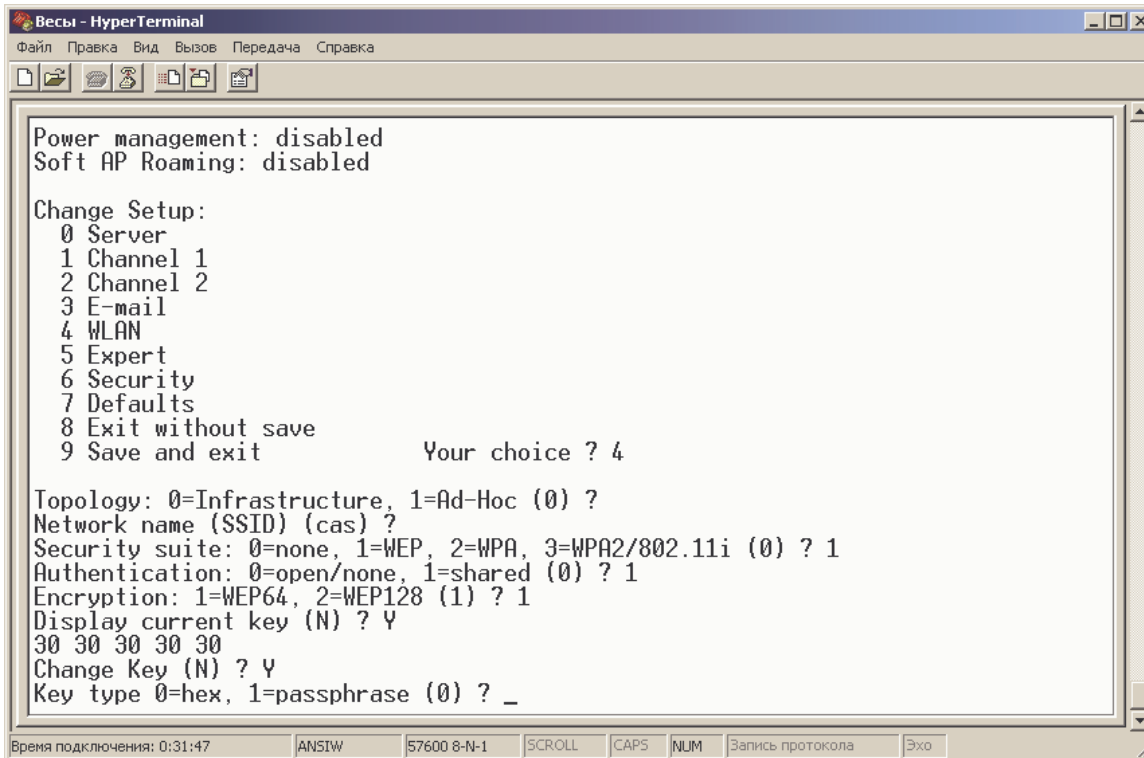 Весы - HyperTerminal
Файл Правка Вид Вызов Передача Справка
Power management: disabled
Soft AP Roaming: disabled
Change Setup:
0 Server
1 Channel 1
2 Channel 2
3 E-mail
4 WLAN
5 Expert
6 Security
7 Defaults
8 Exit without save
9 Save and exit Your choice ? 4
Topology: 0=Infrastructure, 1=Ad-Hoc (0) ?
Network name (SSID) (cas) ?
Security suite: 0=none, 1=WEP, 2=WPA, 3=WPA2/802.11i (0) ? 1
Authentication: 0=open/none, 1=shared (0) ? 1
Encryption: 1=WEP64, 2=WEP128 (1) ? 1
Display current key (N) ? Y
30 30 30 30 30
Change Key (N) ? Y
Key type 0=hex, 1=passphrase (0) ? _
Время подключения: 0:31:47 ANSIW 57600 8-N-1 SCROLL CAPS NUM Запись протокола Эхо